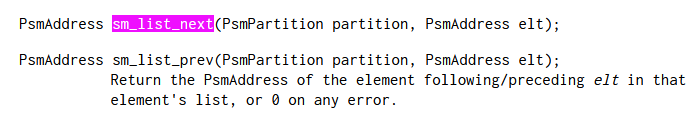 PsmAddress sm_list_next(PsmPartition partition, PsmAddress elt);
PsmAddress sm_list_prev(PsmPartition partition, PsmAddress elt);
Return the PsmAddress of the element following/preceding elt in that
element's list, or 0 on any error.